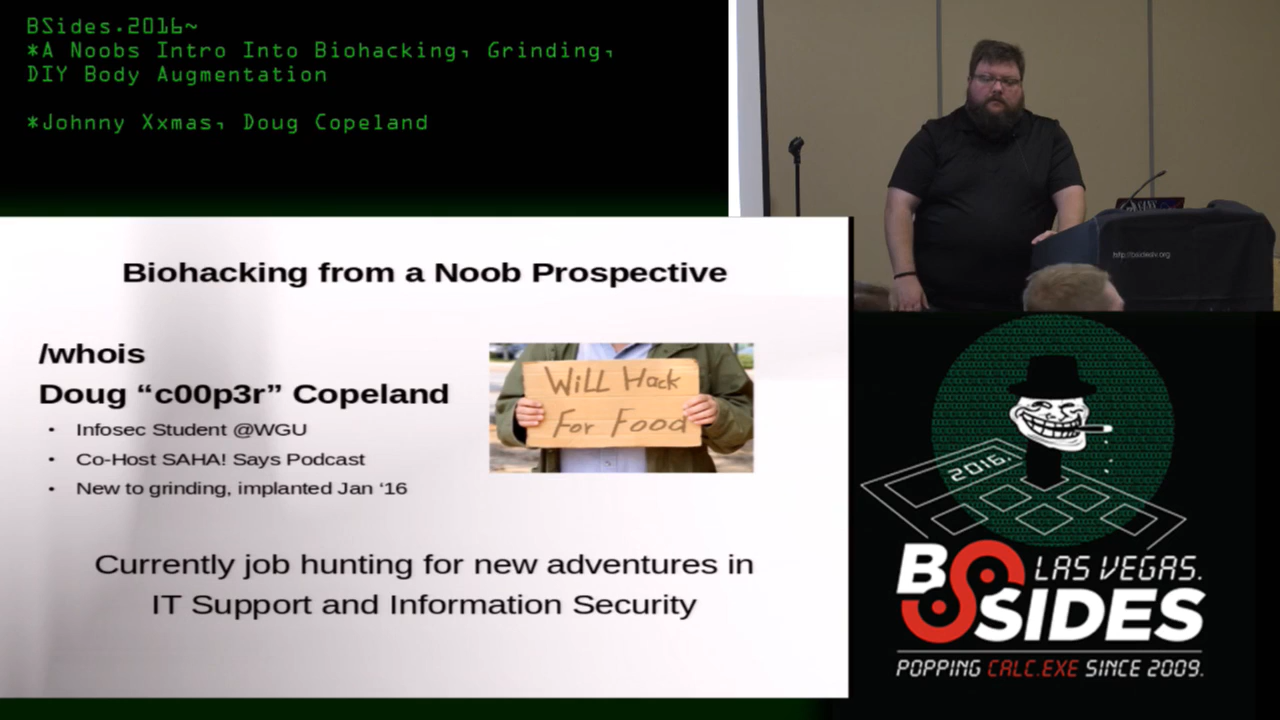 BSides.2016~
*A Noobs Intro Into Biohacking, Grinding,
DIY Body Augmentation
*Johnny Xxmas, Doug Copeland
Biohacking from a Noob Prospective
/whois
Doug “c00p3r” Copeland
• Infosec Student @WGU
• Co-Host SAHA! Says Podcast
• New to grinding, implanted Jan ‘16
WiLL Hack
For Food
Currently job hunting for new adventures in
IT Support and Information Security
2016.
BSIDES
LAS VEGAS.
POPPING CALC.EXE SINCE 2009.